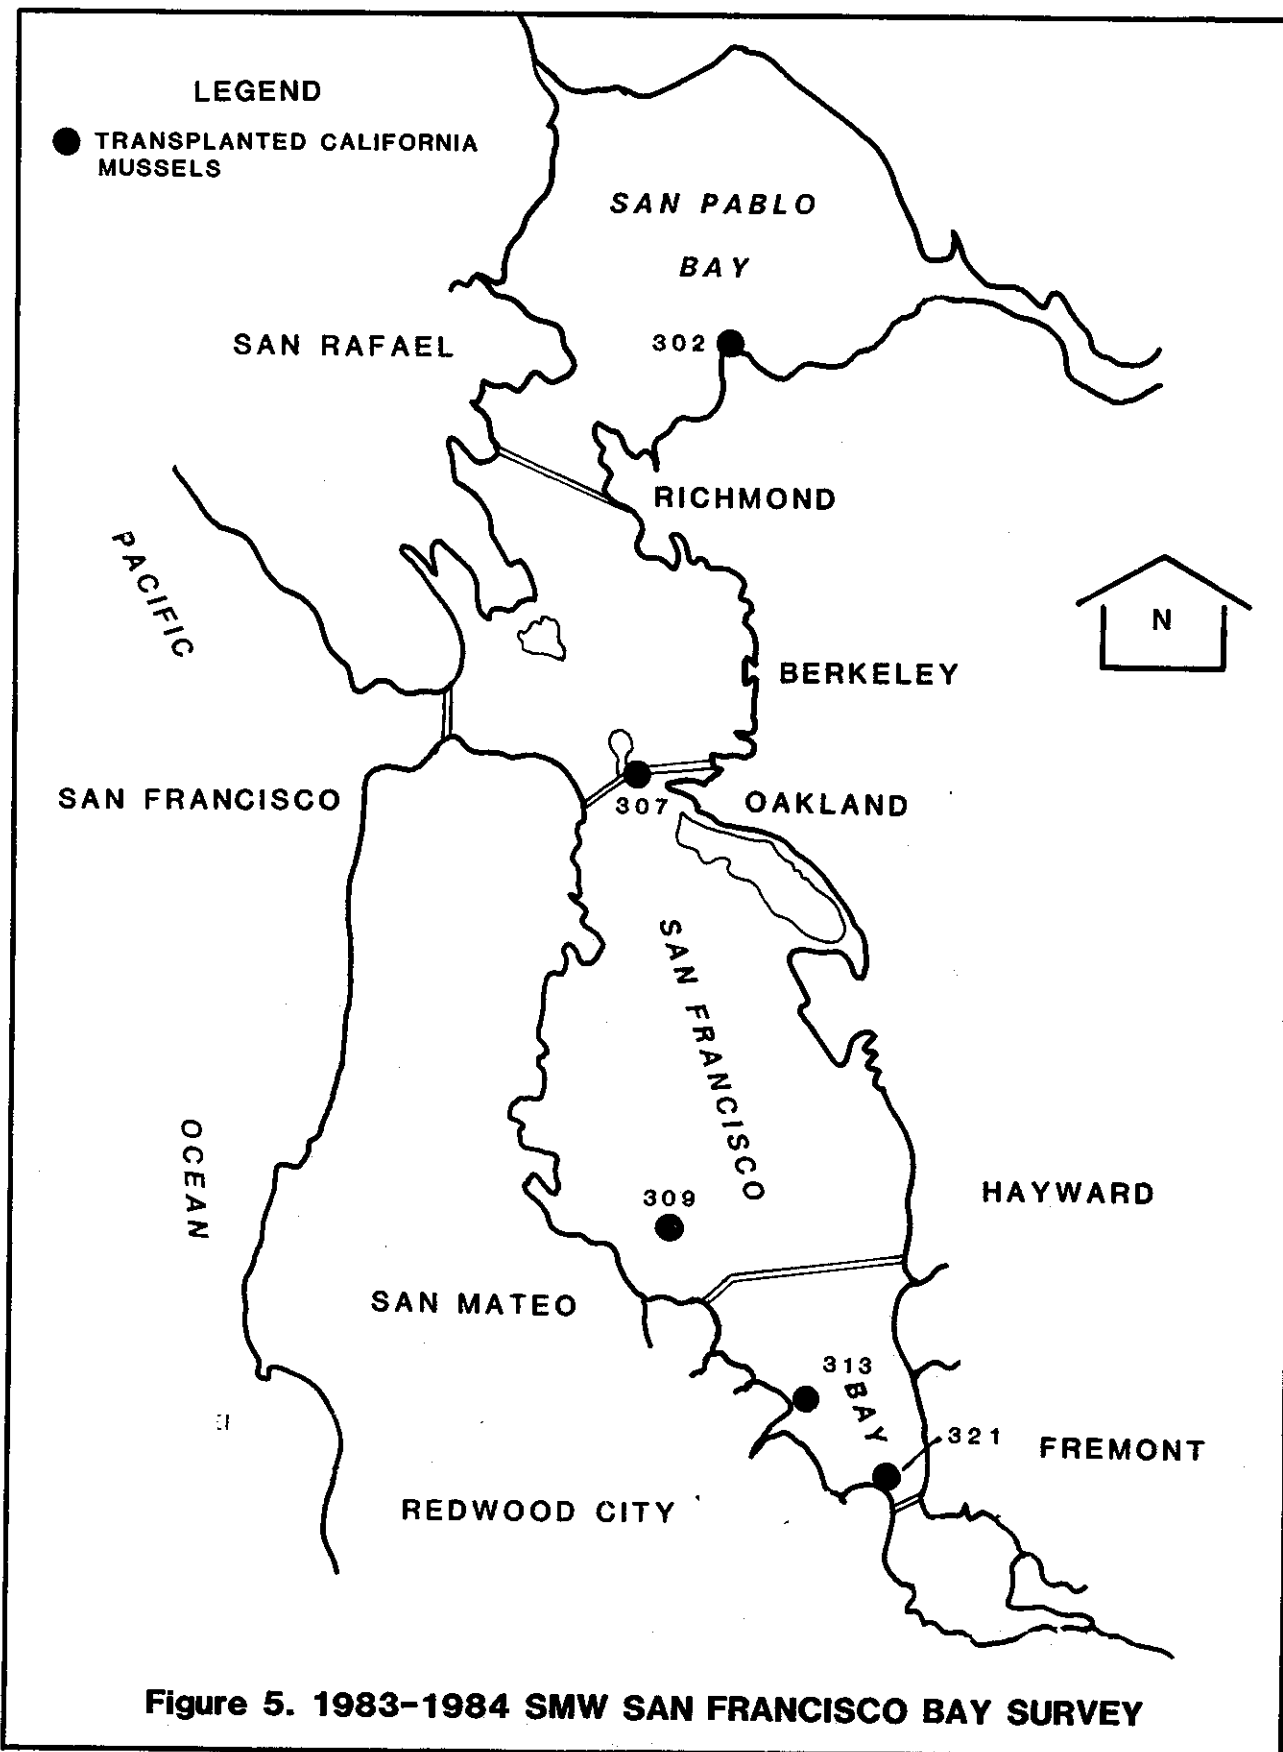 LEGEND
TRANSPLANTED CALIFORNIA
MUSSELS
SAN PABLO
BAY
302
SAN RAFAEL
RICHMOND
PACIFIC
N
BERKELEY
SAN FRANCISCO
307
OAKLAND
SAN FRANCISCO
OCEAN
309
HAYWARD
SAN MATEO
313
BAY
321
FREMONT
REDWOOD CITY
Figure 5. 1983-1984 SMW SAN FRANCISCO BAY SURVEY